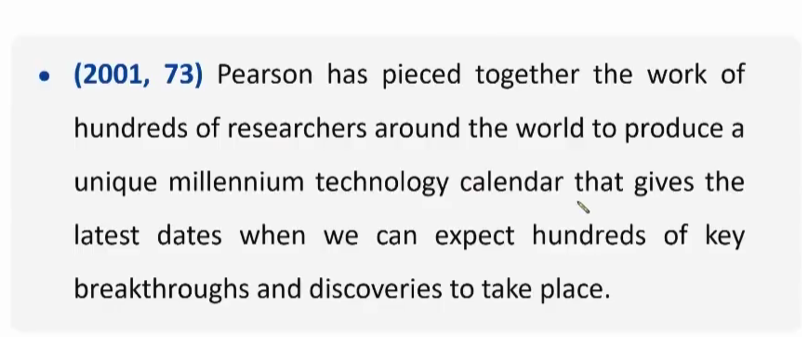 • (2001, 73) Pearson has pieced together the work of
hundreds of researchers around the world to produce a
unique millennium technology calendar that gives the
latest dates when we can expect hundreds of key
breakthroughs and discoveries to take place.